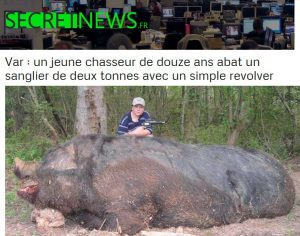 SECRETNEWS.FR
Var : un jeune chasseur de douze ans abat un
sanglier de deux tonnes avec un simple revolver